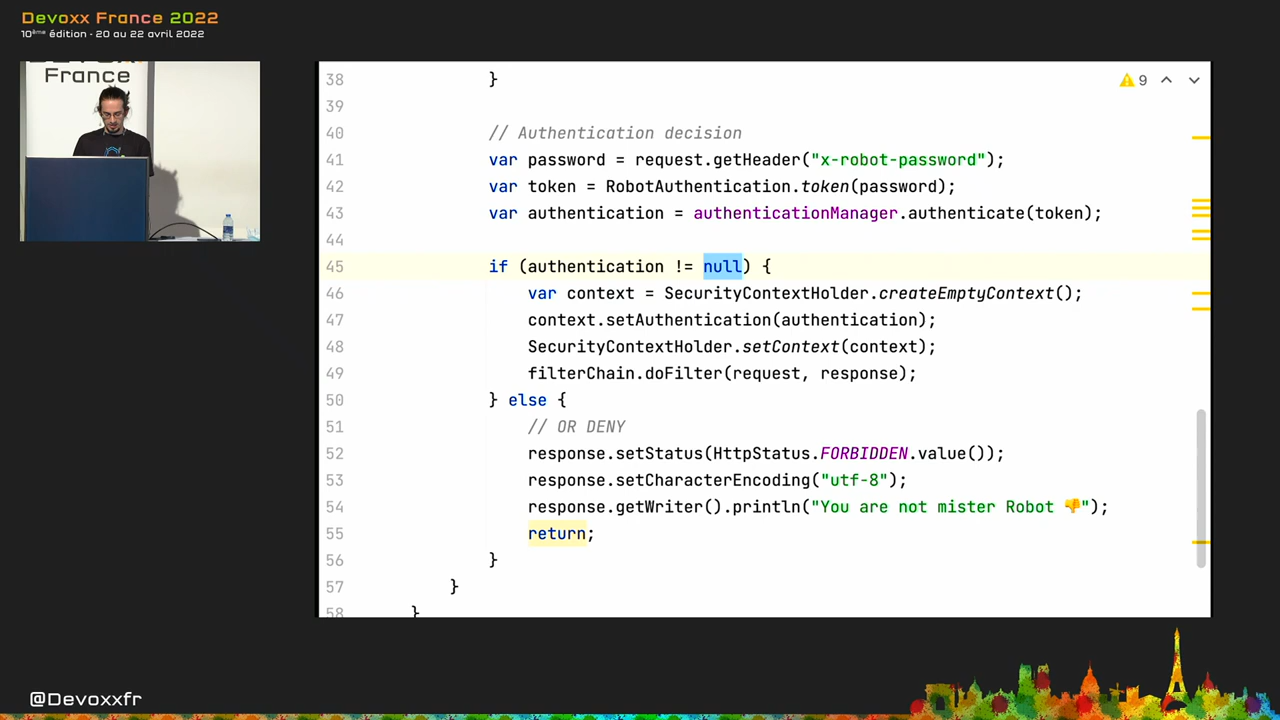 Devoxx France 2022
10ème édition - 20 au 22 avril 2022
France
38 }
9
39
40 // Authentication decision
41 var password = request.getHeader("x-robot-password");
42 var token = RobotAuthentication.token(password);
43 var authentication = authenticationManager.authenticate(token);
44
45 if (authentication != null) {
46 var context = SecurityContextHolder.createEmptyContext();
47 context.setAuthentication(authentication);
48 SecurityContextHolder.setContext(context);
49 filterChain.doFilter(request, response);
50 } else {
51 // OR DENY
52 response.setStatus(HttpStatus.FORBIDDEN.value());
53 response.setCharacterEncoding("utf-8");
54 response.getWriter().println("You are not mister Robot 👎");
55 return;
56 }
57 }
58 }
@Devoxxfr